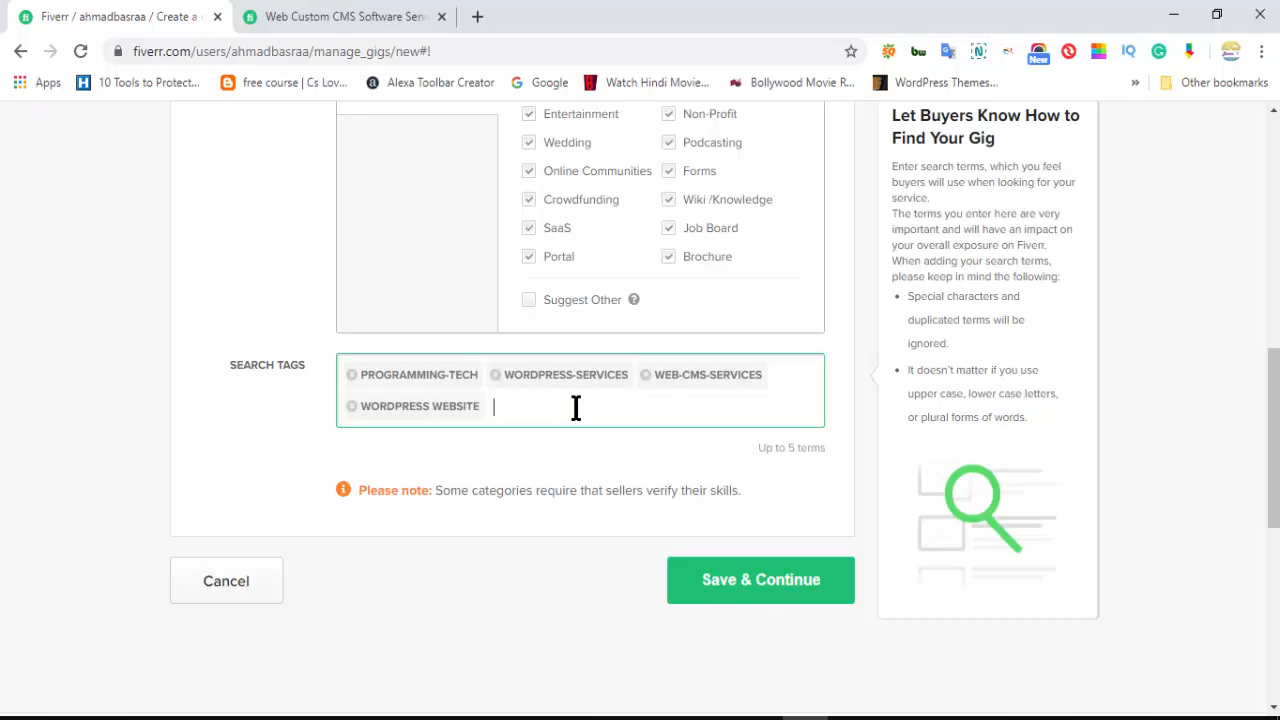 Fiverr / ahmadbasraa / Create a
Web Custom CMS Software Serv
fiverr.com/users/ahmadbasraa/manage_gigs/new#!
New
Apps
10 Tools to Protect...
free course | Cs Lov...
Alexa Toolbar Creator
Google
Watch Hindi Movie...
Bollywood Movie R...
WordPress Themes...
»
Other bookmarks
Entertainment
Non-Profit
Wedding
Podcasting
Online Communities
Forms
Crowdfunding
Wiki /Knowledge
SaaS
Job Board
Portal
Brochure
Suggest Other
SEARCH TAGS
PROGRAMMING-TECH
WORDPRESS-SERVICES
WEB-CMS-SERVICES
WORDPRESS WEBSITE
Up to 5 terms
Please note: Some categories require that sellers verify their skills.
Cancel
Save & Continue
Let Buyers Know How to
Find Your Gig
Enter search terms, which you feel
buyers will use when looking for your
service.
The terms you enter here are very
important and will have an impact on
your overall exposure on Fiverr.
When adding your search terms,
please keep in mind the following:
• Special characters and
duplicated terms will be
ignored.
• It doesn't matter if you use
upper case, lower case letters,
or plural forms of words.